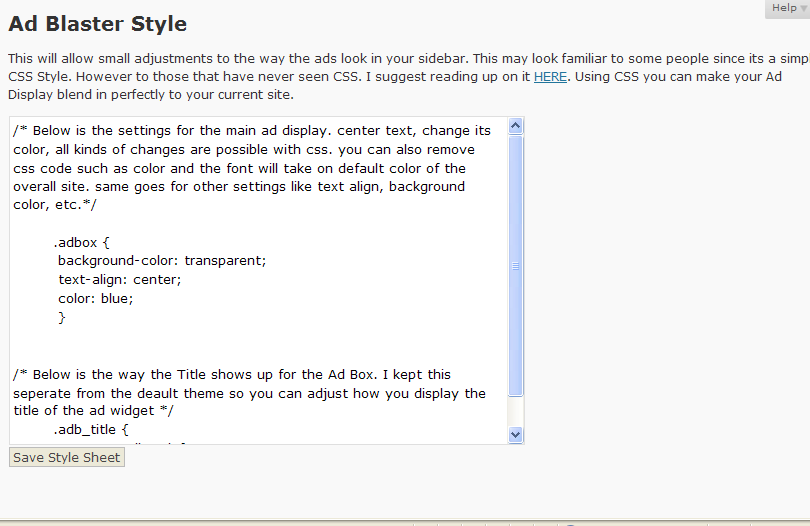 Help
Ad Blaster Style
This will allow small adjustments to the way the ads look in your sidebar. This may look familiar to some people since its a simpl
CSS Style. However to those that have never seen CSS. I suggest reading up on it HERE. Using CSS you can make your Ad
Display blend in perfectly to your current site.
/* Below is the settings for the main ad display. center text, change its
color, all kinds of changes are possible with css. you can also remove
css code such as color and the font will take on default color of the
overall site. same goes for other settings like text align, background
color, etc.*/
.adbox {
background-color: transparent;
text-align: center;
color: blue;
}
/* Below is the way the Title shows up for the Ad Box. I kept this
seperate from the deault theme so you can adjust how you display the
title of the ad widget */
.adb_title {
Save Style Sheet